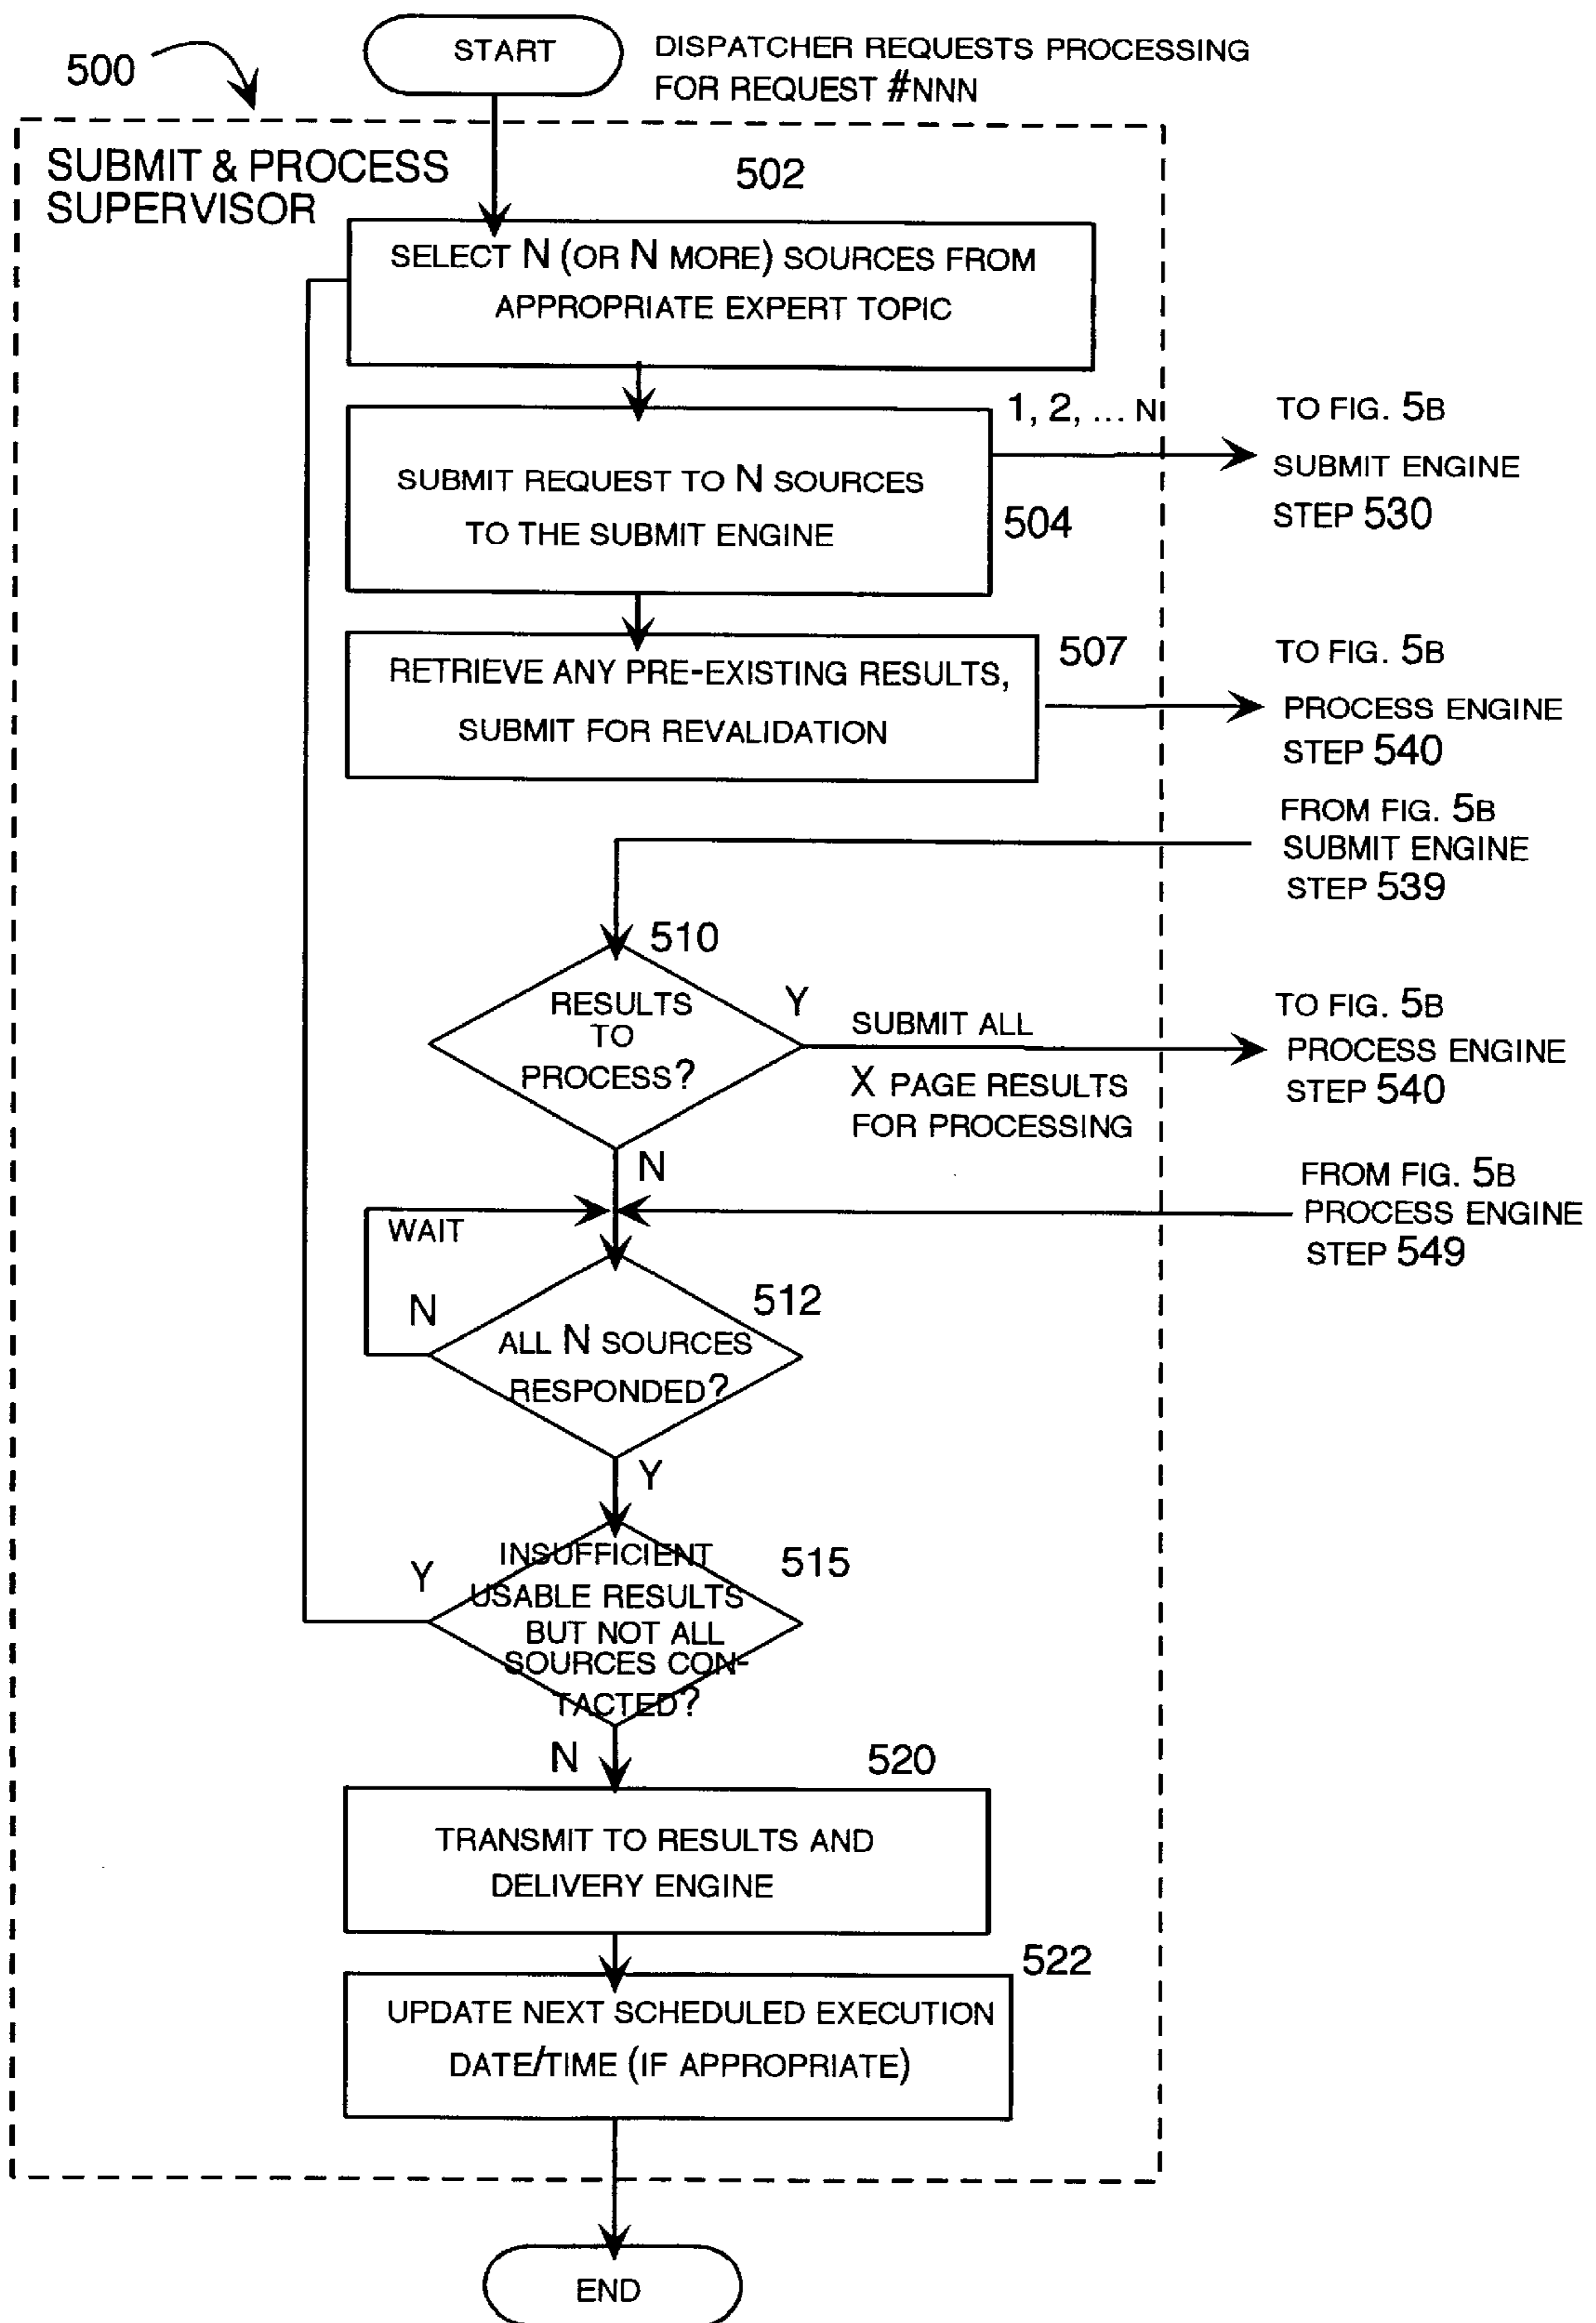 START
DISPATCHER REQUESTS PROCESSING
FOR REQUEST #NNN
500
SUBMIT & PROCESS
SUPERVISOR
502
SELECT N (OR N MORE) SOURCES FROM
APPROPRIATE EXPERT TOPIC
1, 2, ... N
TO FIG. 5B
SUBMIT ENGINE
STEP 530
SUBMIT REQUEST TO N SOURCES
TO THE SUBMIT ENGINE
504
507
RETRIEVE ANY PRE-EXISTING RESULTS,
SUBMIT FOR REVALIDATION
TO FIG. 5B
PROCESS ENGINE
STEP 540
FROM FIG. 5B
SUBMIT ENGINE
STEP 539
510
RESULTS
TO
PROCESS?
Y
SUBMIT ALL
X PAGE RESULTS
FOR PROCESSING
TO FIG. 5B
PROCESS ENGINE
STEP 540
N
FROM FIG. 5B
PROCESS ENGINE
STEP 549
WAIT
N
512
ALL N SOURCES
RESPONDED?
Y
515
Y
INSUFFICIENT
USABLE RESULTS
BUT NOT ALL
SOURCES CON-
TACTED?
N
520
TRANSMIT TO RESULTS AND
DELIVERY ENGINE
522
UPDATE NEXT SCHEDULED EXECUTION
DATE/TIME (IF APPROPRIATE)
END